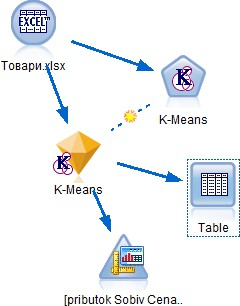 EXCEL
Товари.xlsx
K
K-Means
K
K-Means
Table
[pributok Sobiv Cena..